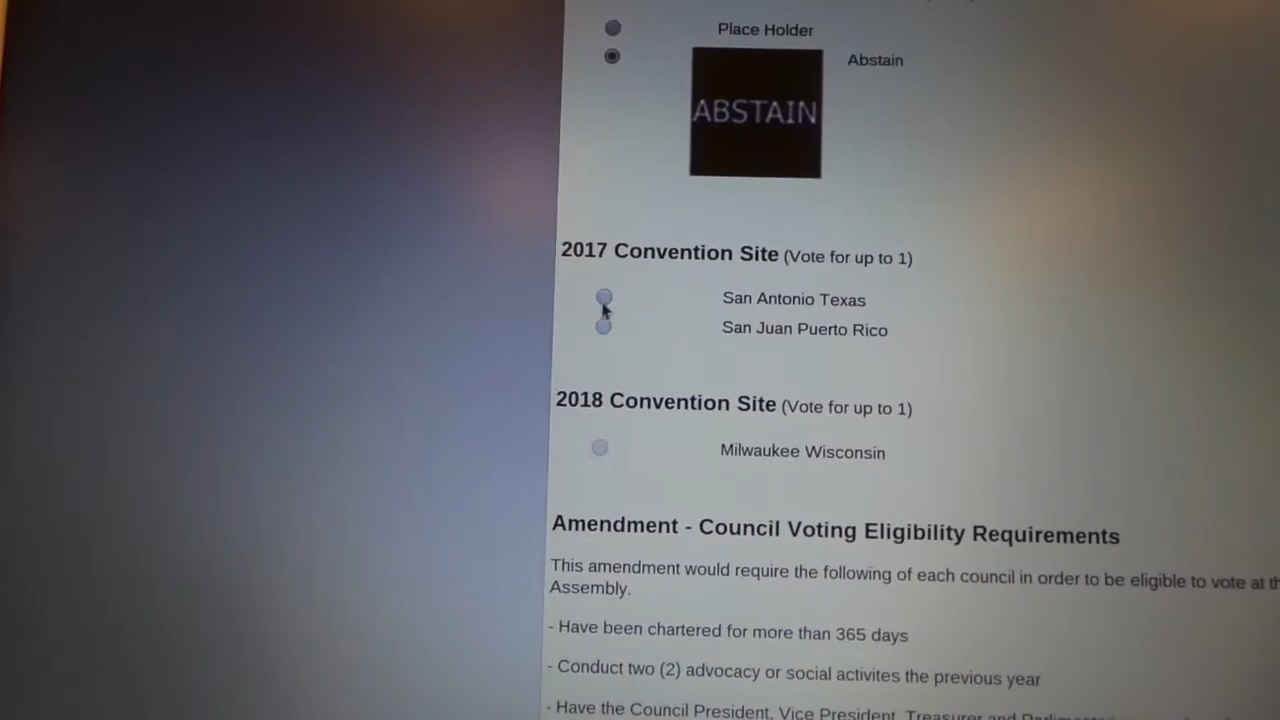 Place Holder
Abstain
ABSTAIN
2017 Convention Site (Vote for up to 1)
San Antonio Texas
San Juan Puerto Rico
2018 Convention Site (Vote for up to 1)
Milwaukee Wisconsin
Amendment - Council Voting Eligibility Requirements
This amendment would require the following of each council in order to be eligible to vote at
Assembly.
- Have been chartered for more than 365 days
- Conduct two (2) advocacy or social activites the previous year
- Have the Council President, Vice President, Treasurer and